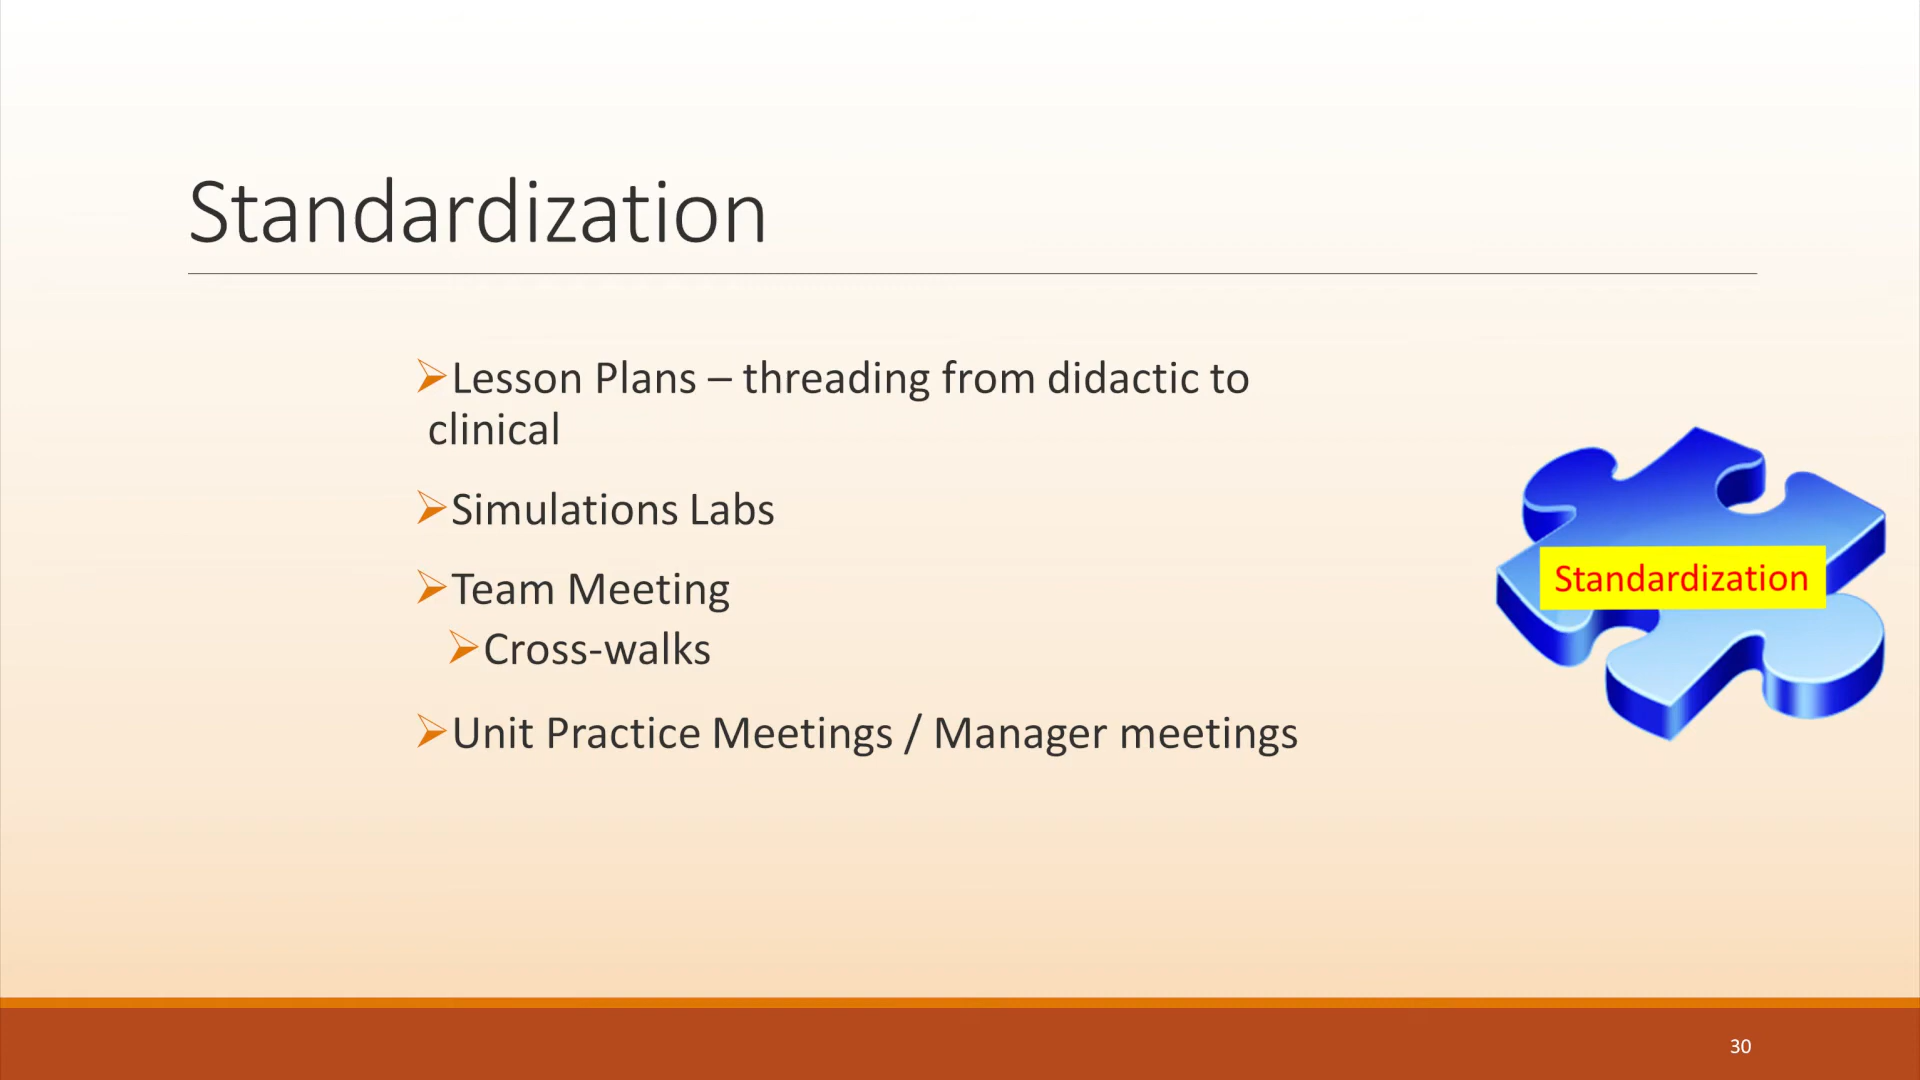 Standardization
➢Lesson Plans – threading from didactic to
clinical
➢Simulations Labs
➢Team Meeting
➢Cross-walks
➢Unit Practice Meetings / Manager meetings
Standardization
30